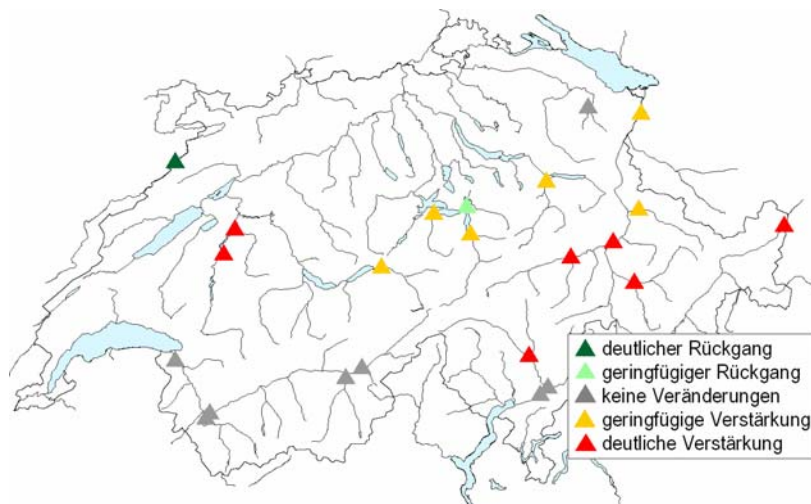 deutlicher Rückgang
geringfügiger Rückgang
keine Veränderungen
geringfügige Verstärkung
deutliche Verstärkung